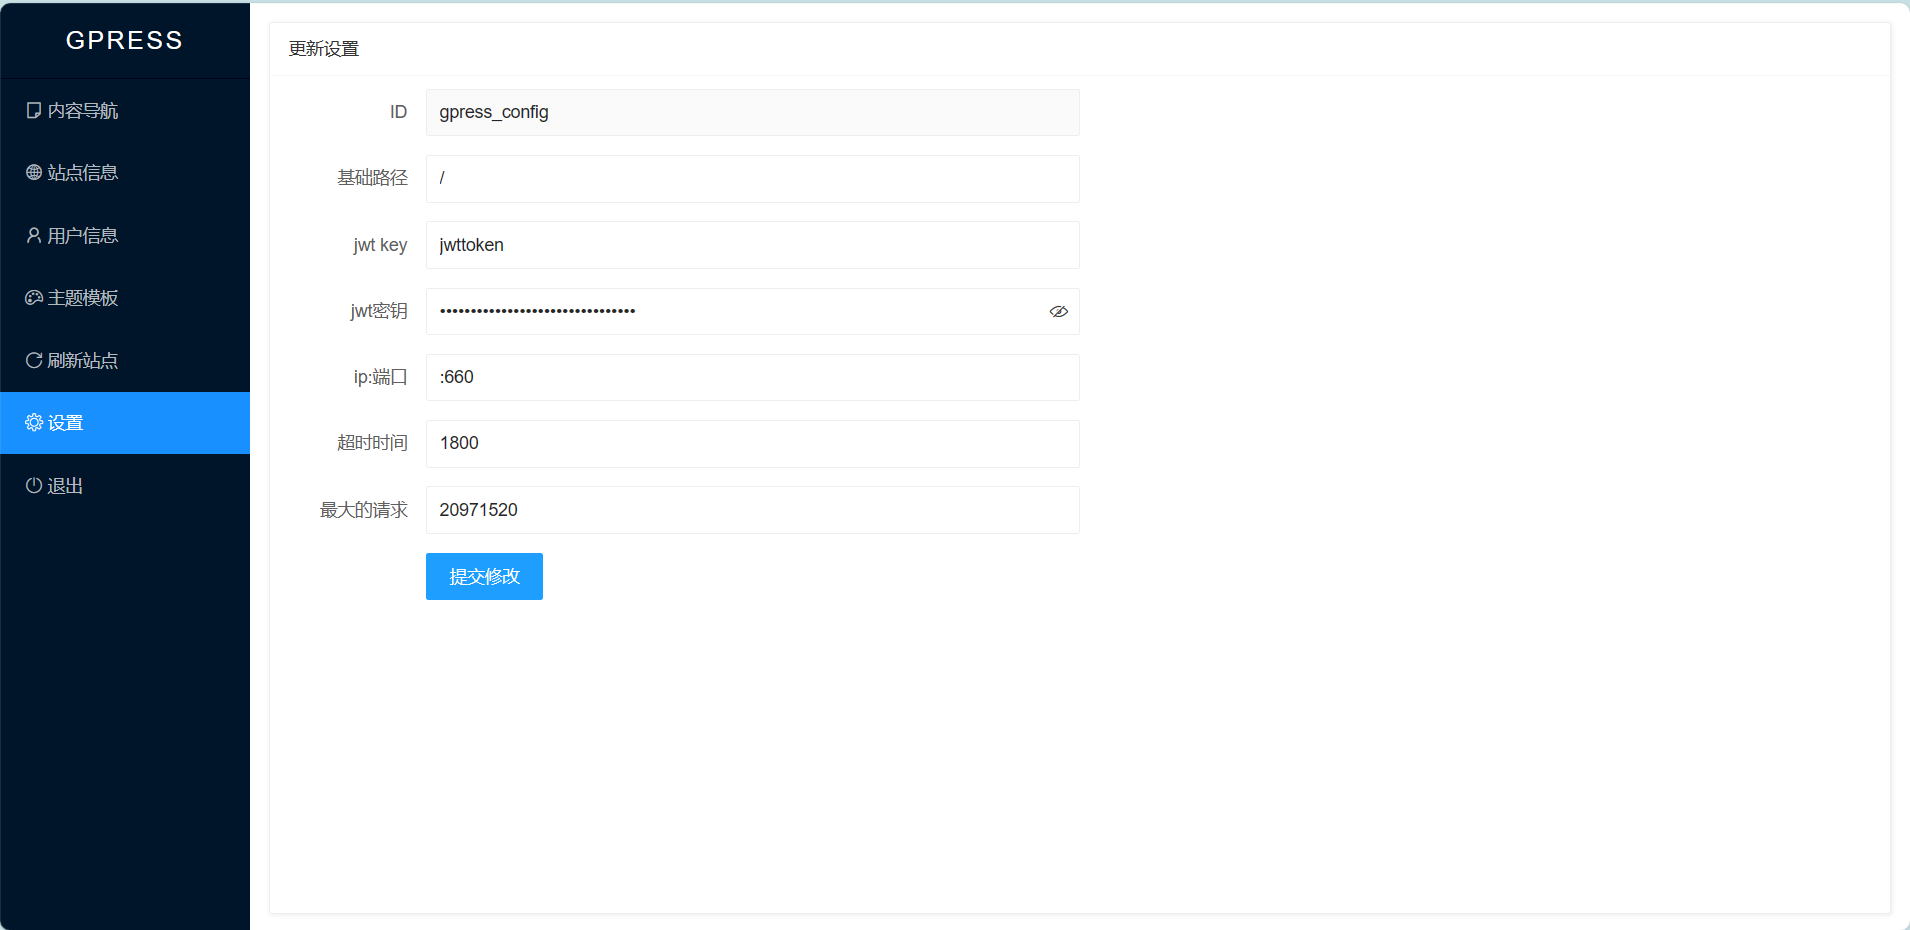 GPRESS
内容导航
站点信息
用户信息
主题模板
刷新站点
设置
退出
更新设置
ID gpress_config
基础路径 /
jwt key jwttoken
jwt密钥 ••••••••••••••••••••••••••••••••
ip:端口 :660
超时时间 1800
最大的请求 20971520
提交修改